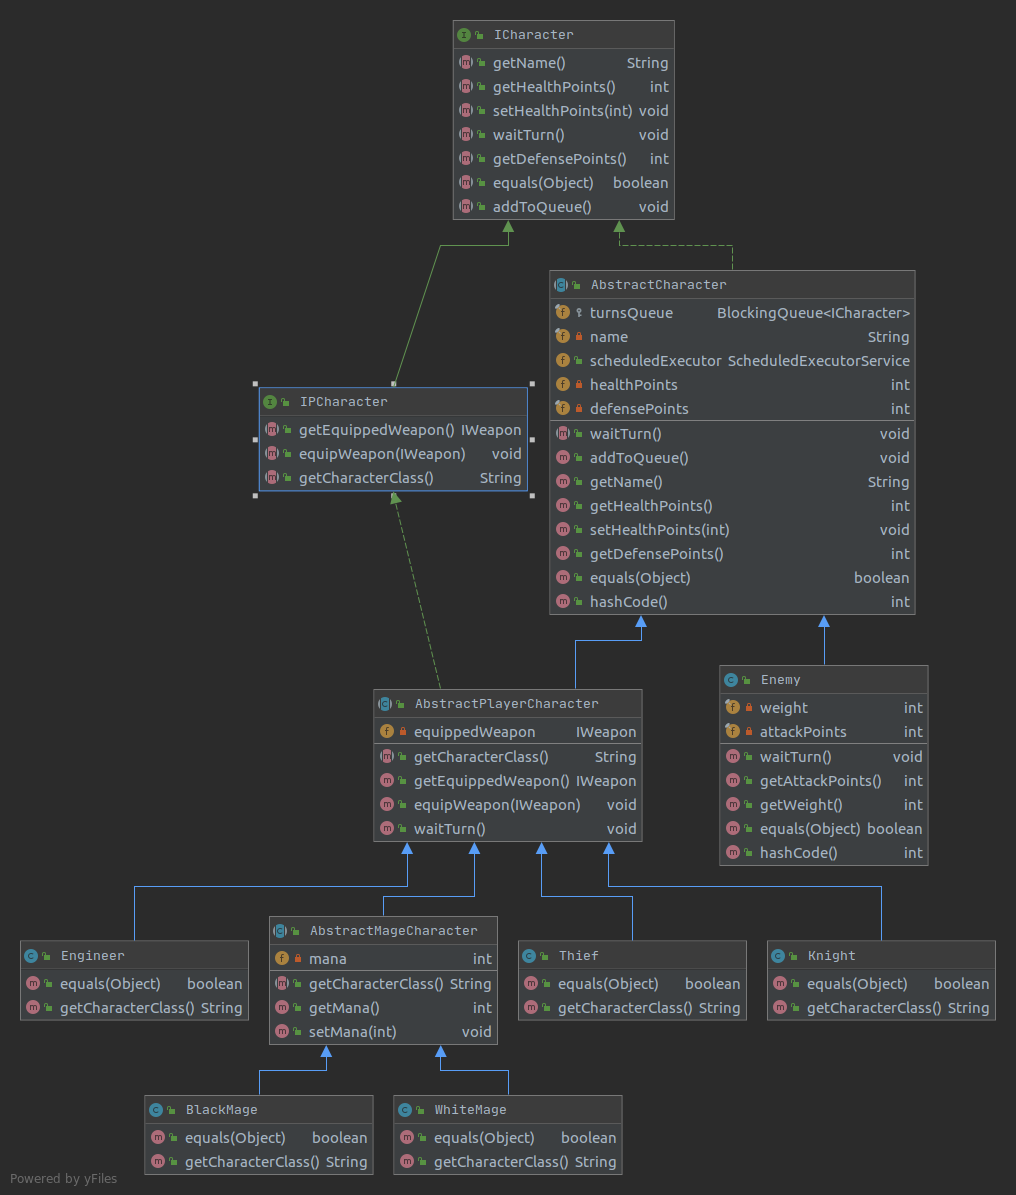 ICharacter
getName() String
getHealthPoints() int
setHealthPoints(int) void
waitTurn() void
getDefensePoints() int
equals(Object) boolean
addToQueue() void
AbstractCharacter
turnsQueue BlockingQueue<ICharacter>
name String
scheduledExecutor ScheduledExecutorService
healthPoints int
defensePoints int
waitTurn() void
addToQueue() void
getName() String
getHealthPoints() int
setHealthPoints(int) void
getDefensePoints() int
equals(Object) boolean
hashCode() int
IPCharacter
getEquippedWeapon() IWeapon
equipWeapon(IWeapon) void
getCharacterClass() String
Enemy
weight int
attackPoints int
waitTurn() void
getAttackPoints() int
getWeight() int
equals(Object) boolean
hashCode() int
AbstractPlayerCharacter
equippedWeapon IWeapon
getCharacterClass() String
getEquippedWeapon() IWeapon
equipWeapon(IWeapon) void
waitTurn() void
Engineer
equals(Object) boolean
getCharacterClass() String
AbstractMageCharacter
mana int
getCharacterClass() String
getMana() int
setMana(int) void
Thief
equals(Object) boolean
getCharacterClass() String
Knight
equals(Object) boolean
getCharacterClass() String
BlackMage
equals(Object) boolean
getCharacterClass() String
WhiteMage
equals(Object) boolean
getCharacterClass() String
Powered by yFiles